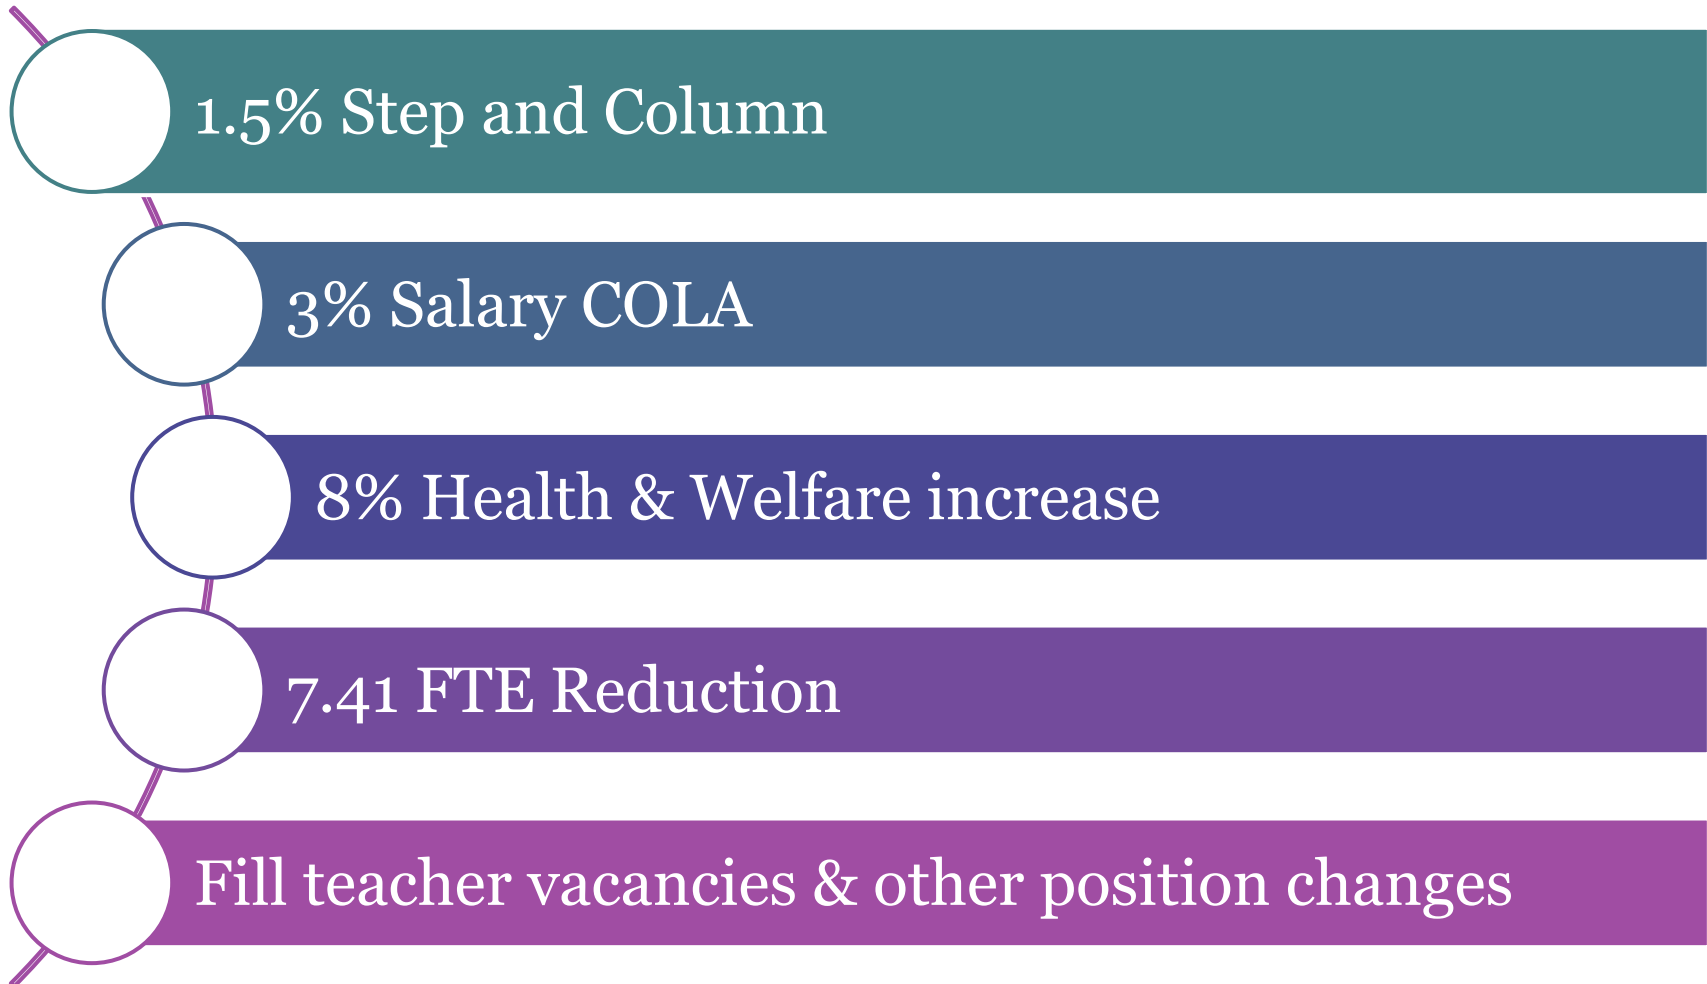 1.5% Step and Column
3% Salary COLA
8% Health & Welfare increase
7.41 FTE Reduction
Fill teacher vacancies & other position changes